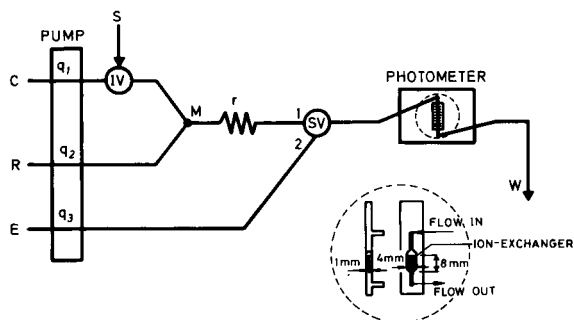 S
PUMP
C
q1
IV
PHOTOMETER
M
r
1
SV
2
R
q2
W
E
q3
FLOW IN
ION-EXCHANGER
1mm
4mm
8mm
FLOW OUT